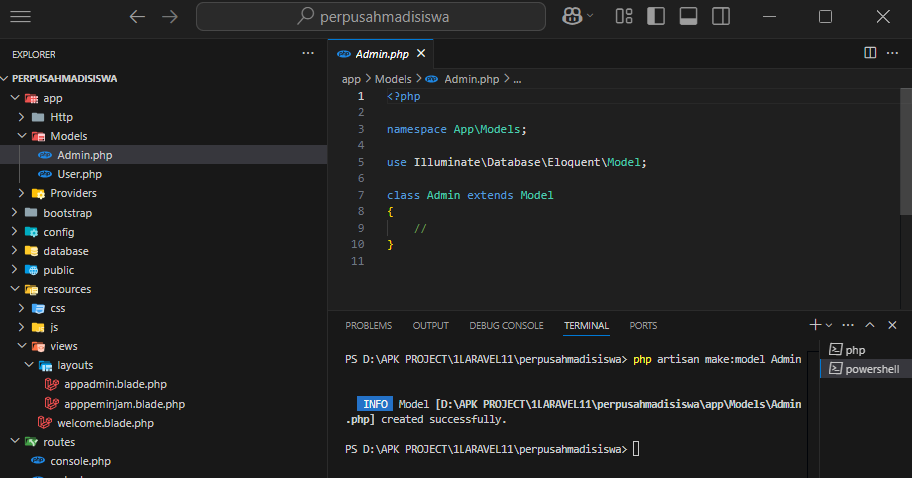 perpusahmadisiswa
EXPLORER
PERPUSAHMADISISWA
app
Http
Models
Admin.php
User.php
Providers
bootstrap
config
database
public
resources
css
js
views
layouts
appadmin.blade.php
apppeminjam.blade.php
welcome.blade.php
routes
console.php
Admin.php
app > Models > Admin.php > ...
1 <?php
2
3 namespace App\Models;
4
5 use Illuminate\Database\Eloquent\Model;
6
7 class Admin extends Model
8 {
9 //
10 }
11
PROBLEMS OUTPUT DEBUG CONSOLE TERMINAL PORTS
PS D:\APK PROJECT\1LARAVEL11\perpusahmadisiswa> php artisan make:model Admin
INFO Model [D:\APK PROJECT\1LARAVEL11\perpusahmadisiswa\app\Models\Admin
.php] created successfully.
PS D:\APK PROJECT\1LARAVEL11\perpusahmadisiswa>
php
powershell